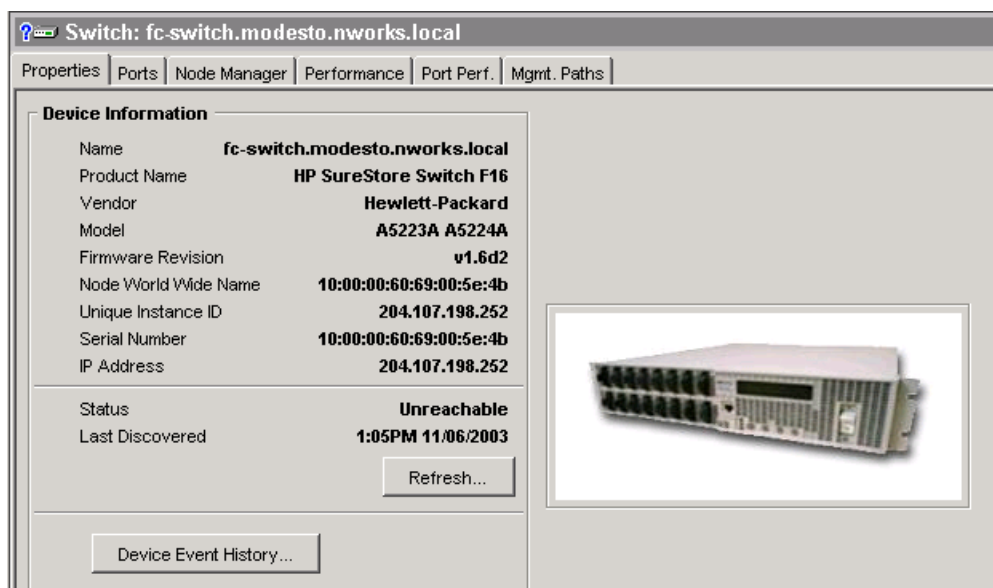 Switch: fc-switch.modesto.nworks.local
Properties Ports Node Manager Performance Port Perf. Mgmt. Paths
Device Information
Name fc-switch.modesto.nworks.local
Product Name HP SureStore Switch F16
Vendor Hewlett-Packard
Model A5223A A5224A
Firmware Revision v1.6d2
Node World Wide Name 10:00:00:60:69:00:5e:4b
Unique Instance ID 204.107.198.252
Serial Number 10:00:00:60:69:00:5e:4b
IP Address 204.107.198.252
Status Unreachable
Last Discovered 1:05PM 11/06/2003
Refresh...
Device Event History...